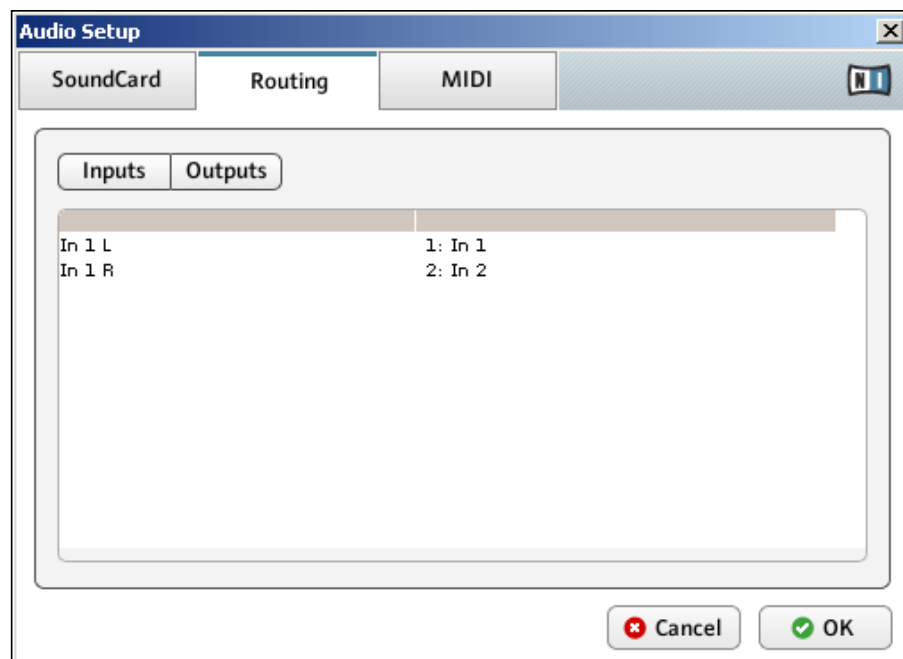 Audio Setup
SoundCard Routing MIDI NI
Inputs Outputs
In 1 L 1: In 1
In 1 R 2: In 2
Cancel OK